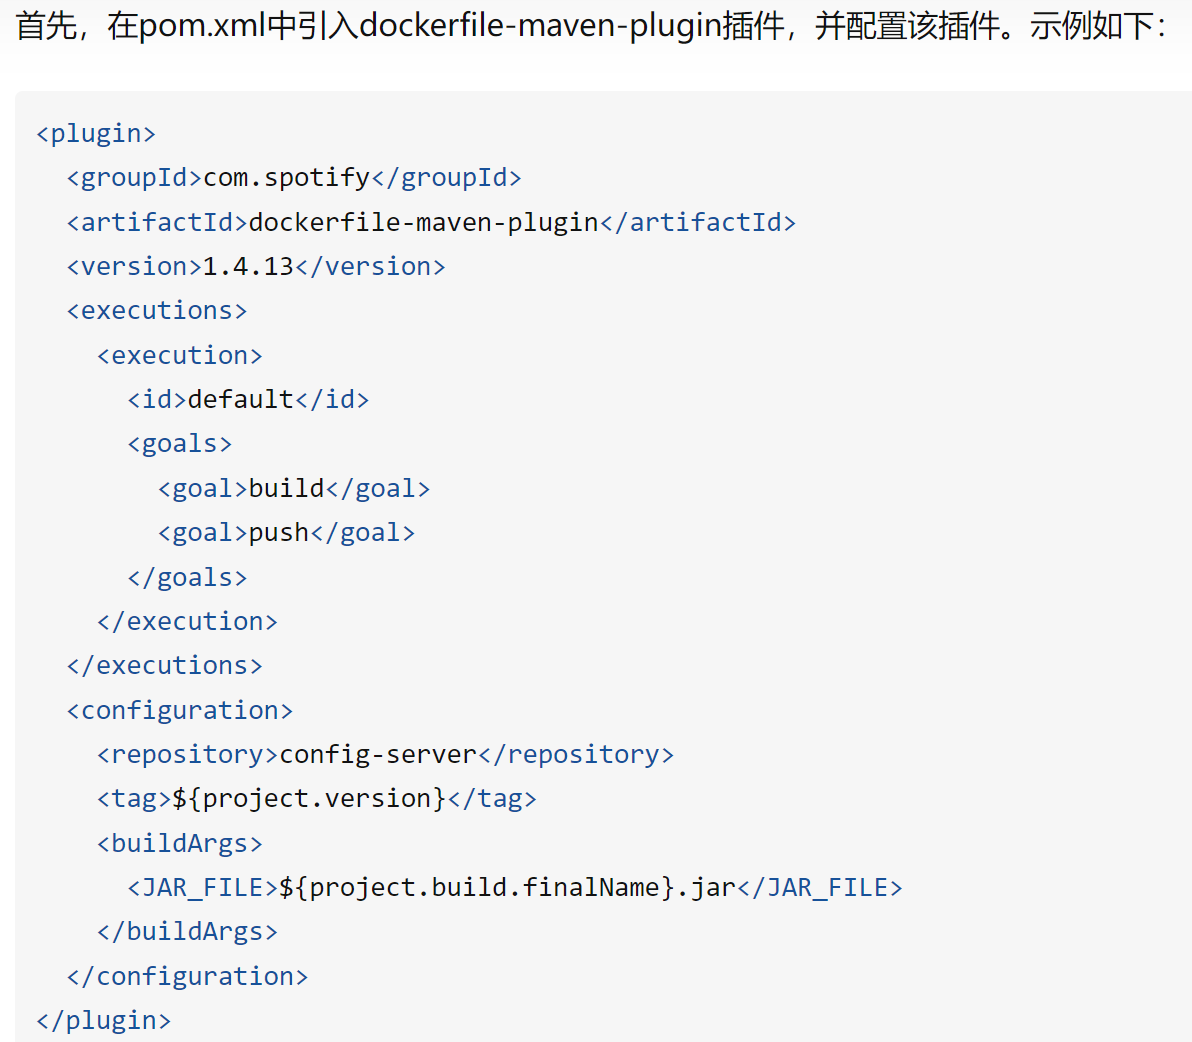 首先，在pom.xml中引入dockerfile-maven-plugin插件，并配置该插件。示例如下：
<plugin>
  <groupId>com.spotify</groupId>
  <artifactId>dockerfile-maven-plugin</artifactId>
  <version>1.4.13</version>
  <executions>
    <execution>
      <id>default</id>
      <goals>
        <goal>build</goal>
        <goal>push</goal>
      </goals>
    </execution>
  </executions>
  <configuration>
    <repository>config-server</repository>
    <tag>${project.version}</tag>
    <buildArgs>
      <JAR_FILE>${project.build.finalName}.jar</JAR_FILE>
    </buildArgs>
  </configuration>
</plugin>